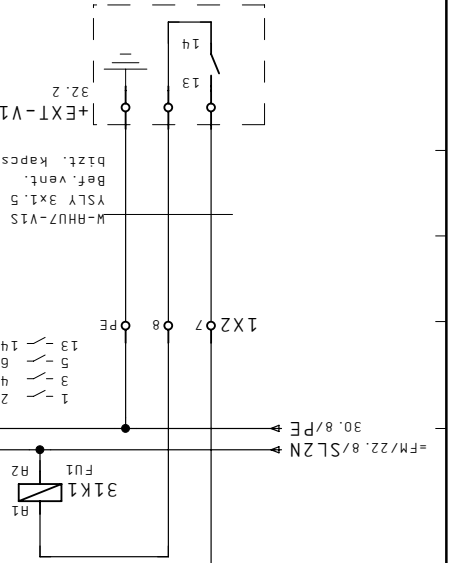 A1
31K1
A2
FU1
=FM/22.8/SL2N
30.8/PE
1 2
3 4
5 6
13 14
1X2 7 8 PE
W-AHU7-V1S
YSLY 3x1.5
Bef.vent.
bizt. kapcs
+EXT-V1
32.2
13
14